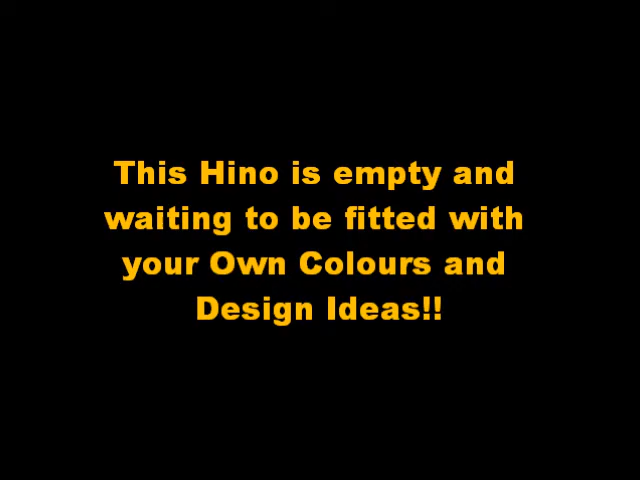 This Hino is empty and
waiting to be fitted with
your Own Colours and
Design Ideas!!